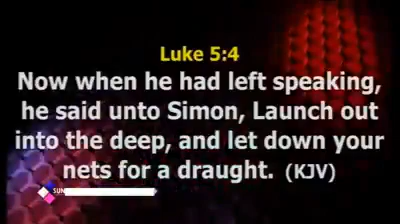 Luke 5:4
Now when he had left speaking,
he said unto Simon, Launch out
into the deep, and let down your
nets for a draught. (KJV)
SUN